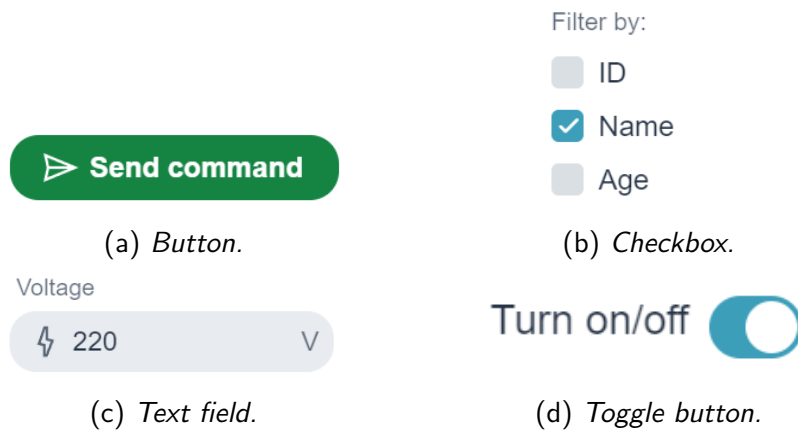 Send command
(a) Button.
Filter by:
ID
Name
Age
(b) Checkbox.
Voltage
220 V
(c) Text field.
Turn on/off
(d) Toggle button.